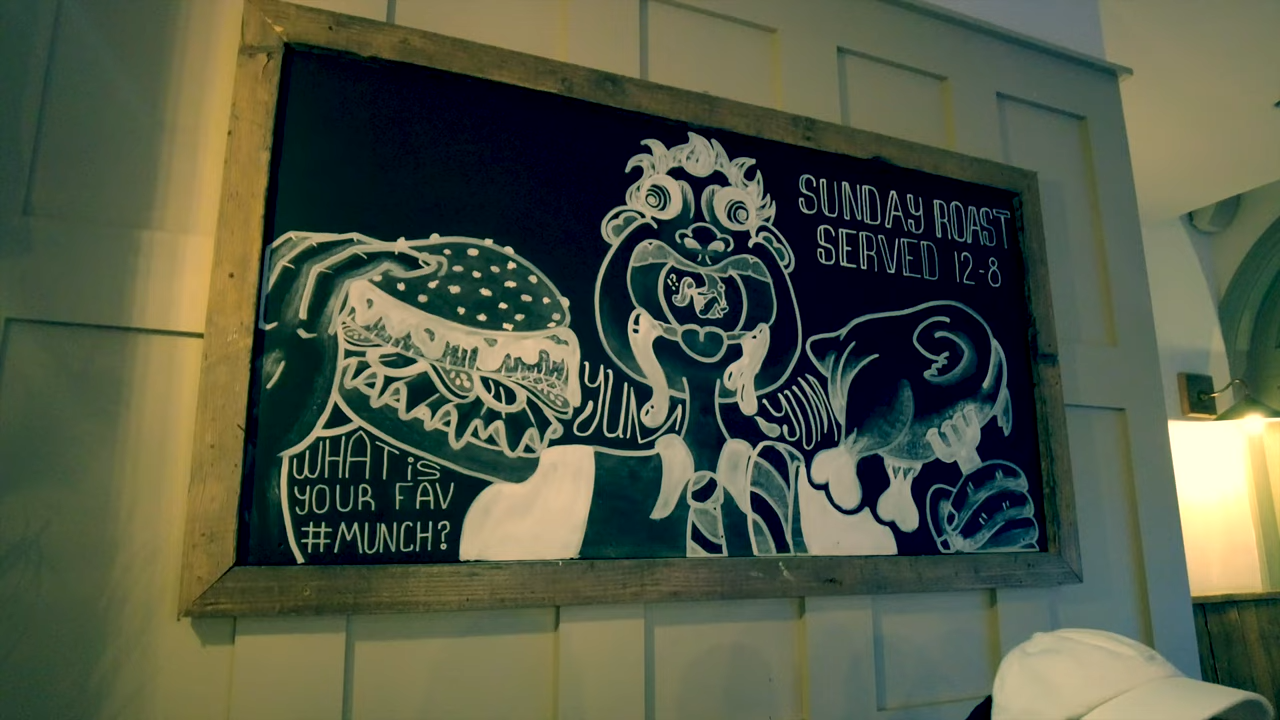 SUNDAY ROAST
SERVED 12-8
YUM
YUM
WHAT is
YOUR FAV
#MUNCH?